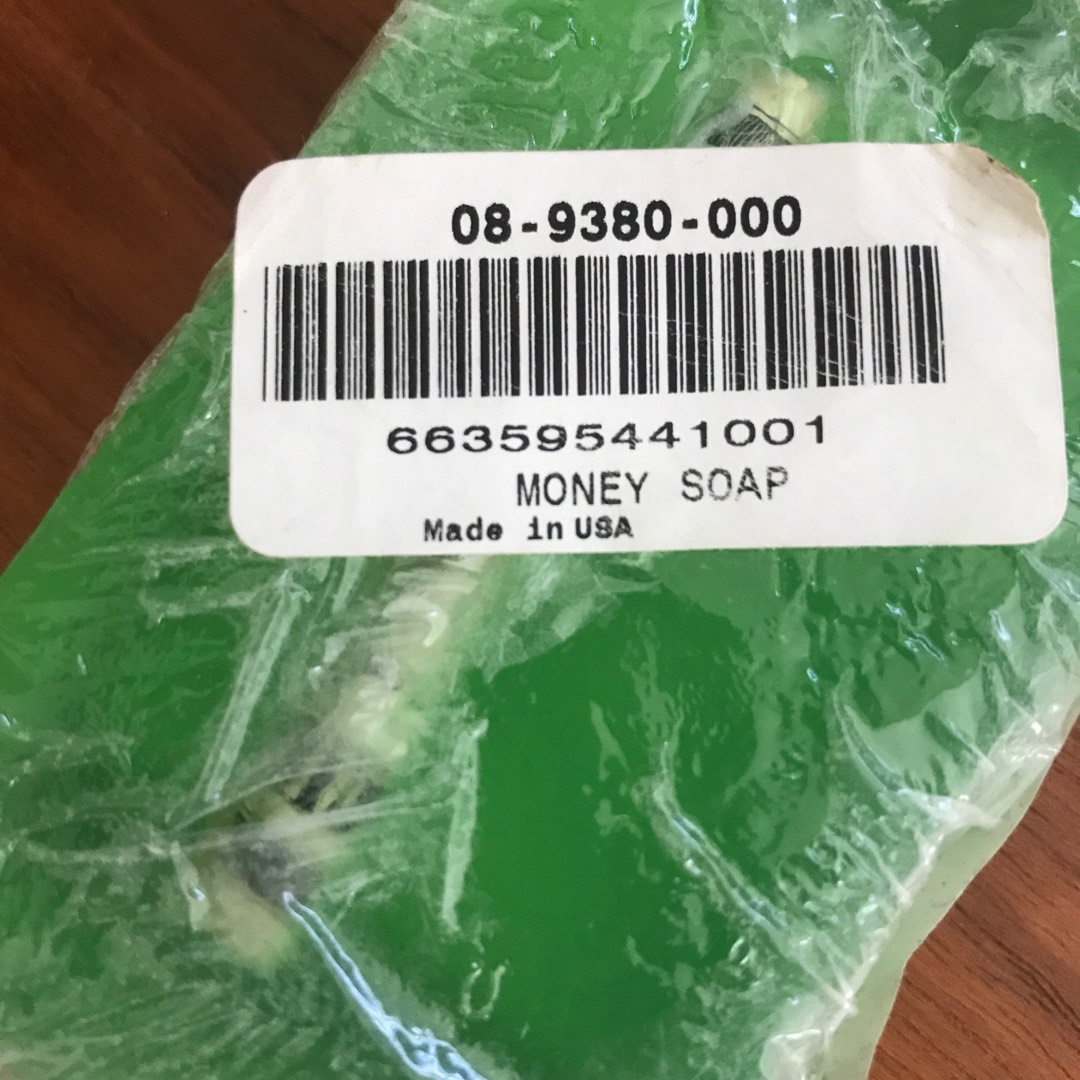 08-9380-000
663595441001
MONEY SOAP
Made in USA